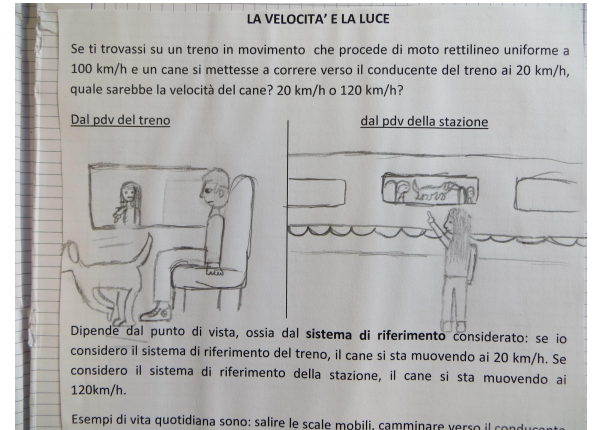 LA VELOCITA' E LA LUCE
Se ti trovassi su un treno in movimento che procede di moto rettilineo uniforme a
100 km/h e un cane si mettesse a correre verso il conducente del treno ai 20 km/h,
quale sarebbe la velocità del cane? 20 km/h o 120 km/h?
Dal pdv del treno
dal pdv della stazione
Dipende dal punto di vista, ossia dal sistema di riferimento considerato: se io
considero il sistema di riferimento del treno, il cane si sta muovendo ai 20 km/h. Se
considero il sistema di riferimento della stazione, il cane si sta muovendo ai
120km/h.
Esempi di vita quotidiana sono: salire le scale mobili, camminare verso il conducente